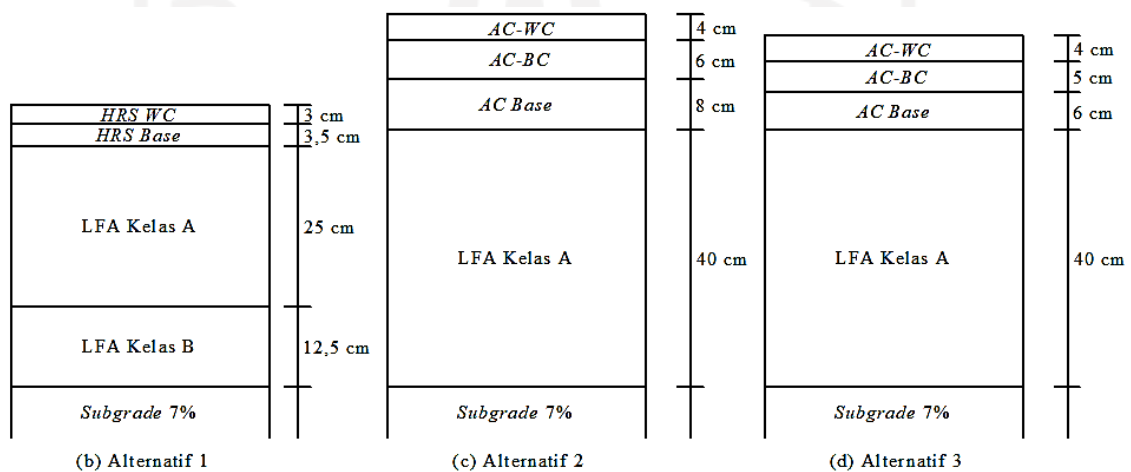 HRS WC
3 cm
HRS Base
3,5 cm
LFA Kelas A
25 cm
LFA Kelas B
12,5 cm
Subgrade 7%
(b) Alternatif 1
AC-WC
4 cm
AC-BC
6 cm
AC Base
8 cm
LFA Kelas A
40 cm
Subgrade 7%
(c) Alternatif 2
AC-WC
4 cm
AC-BC
5 cm
AC Base
6 cm
LFA Kelas A
40 cm
Subgrade 7%
(d) Alternatif 3